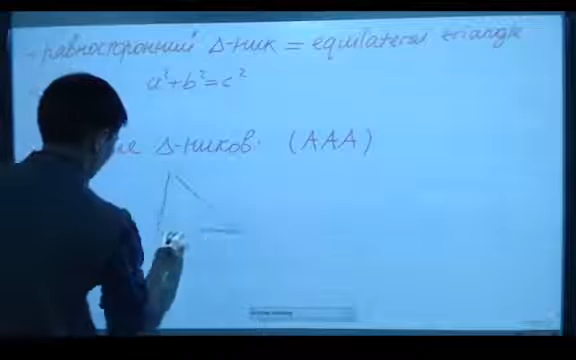 - равносторонний Δ-ник = equilateral triangle
a²+b²=c²
Δ-ников: (AAA)